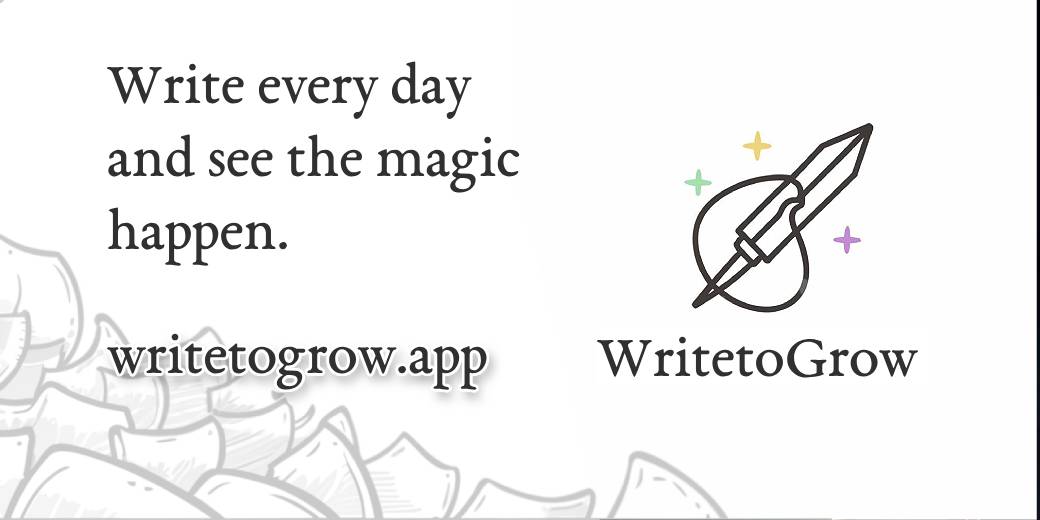 Write every day
and see the magic
happen.
writetogrow.app
WritetoGrow